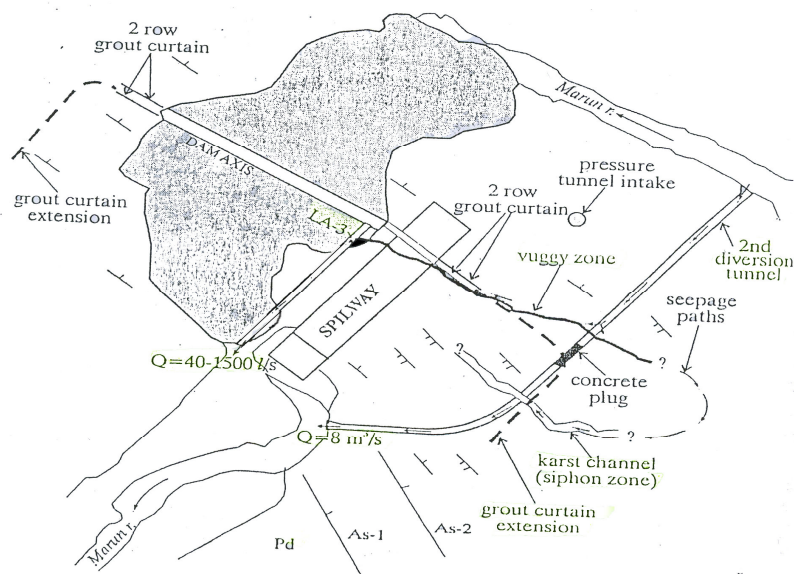 2 row
grout curtain
Marun r.
DAM AXIS
pressure
tunnel intake
grout curtain
extension
2 row
grout curtain
LA-3
2nd
diversion
tunnel
vuggy zone
seepage
paths
SPILWAY
Q=40-1500 l/s
?
?
concrete
plug
Q=8 m³/s
?
karst channel
(siphon zone)
grout curtain
extension
Marun r.
Pd
As-1
As-2